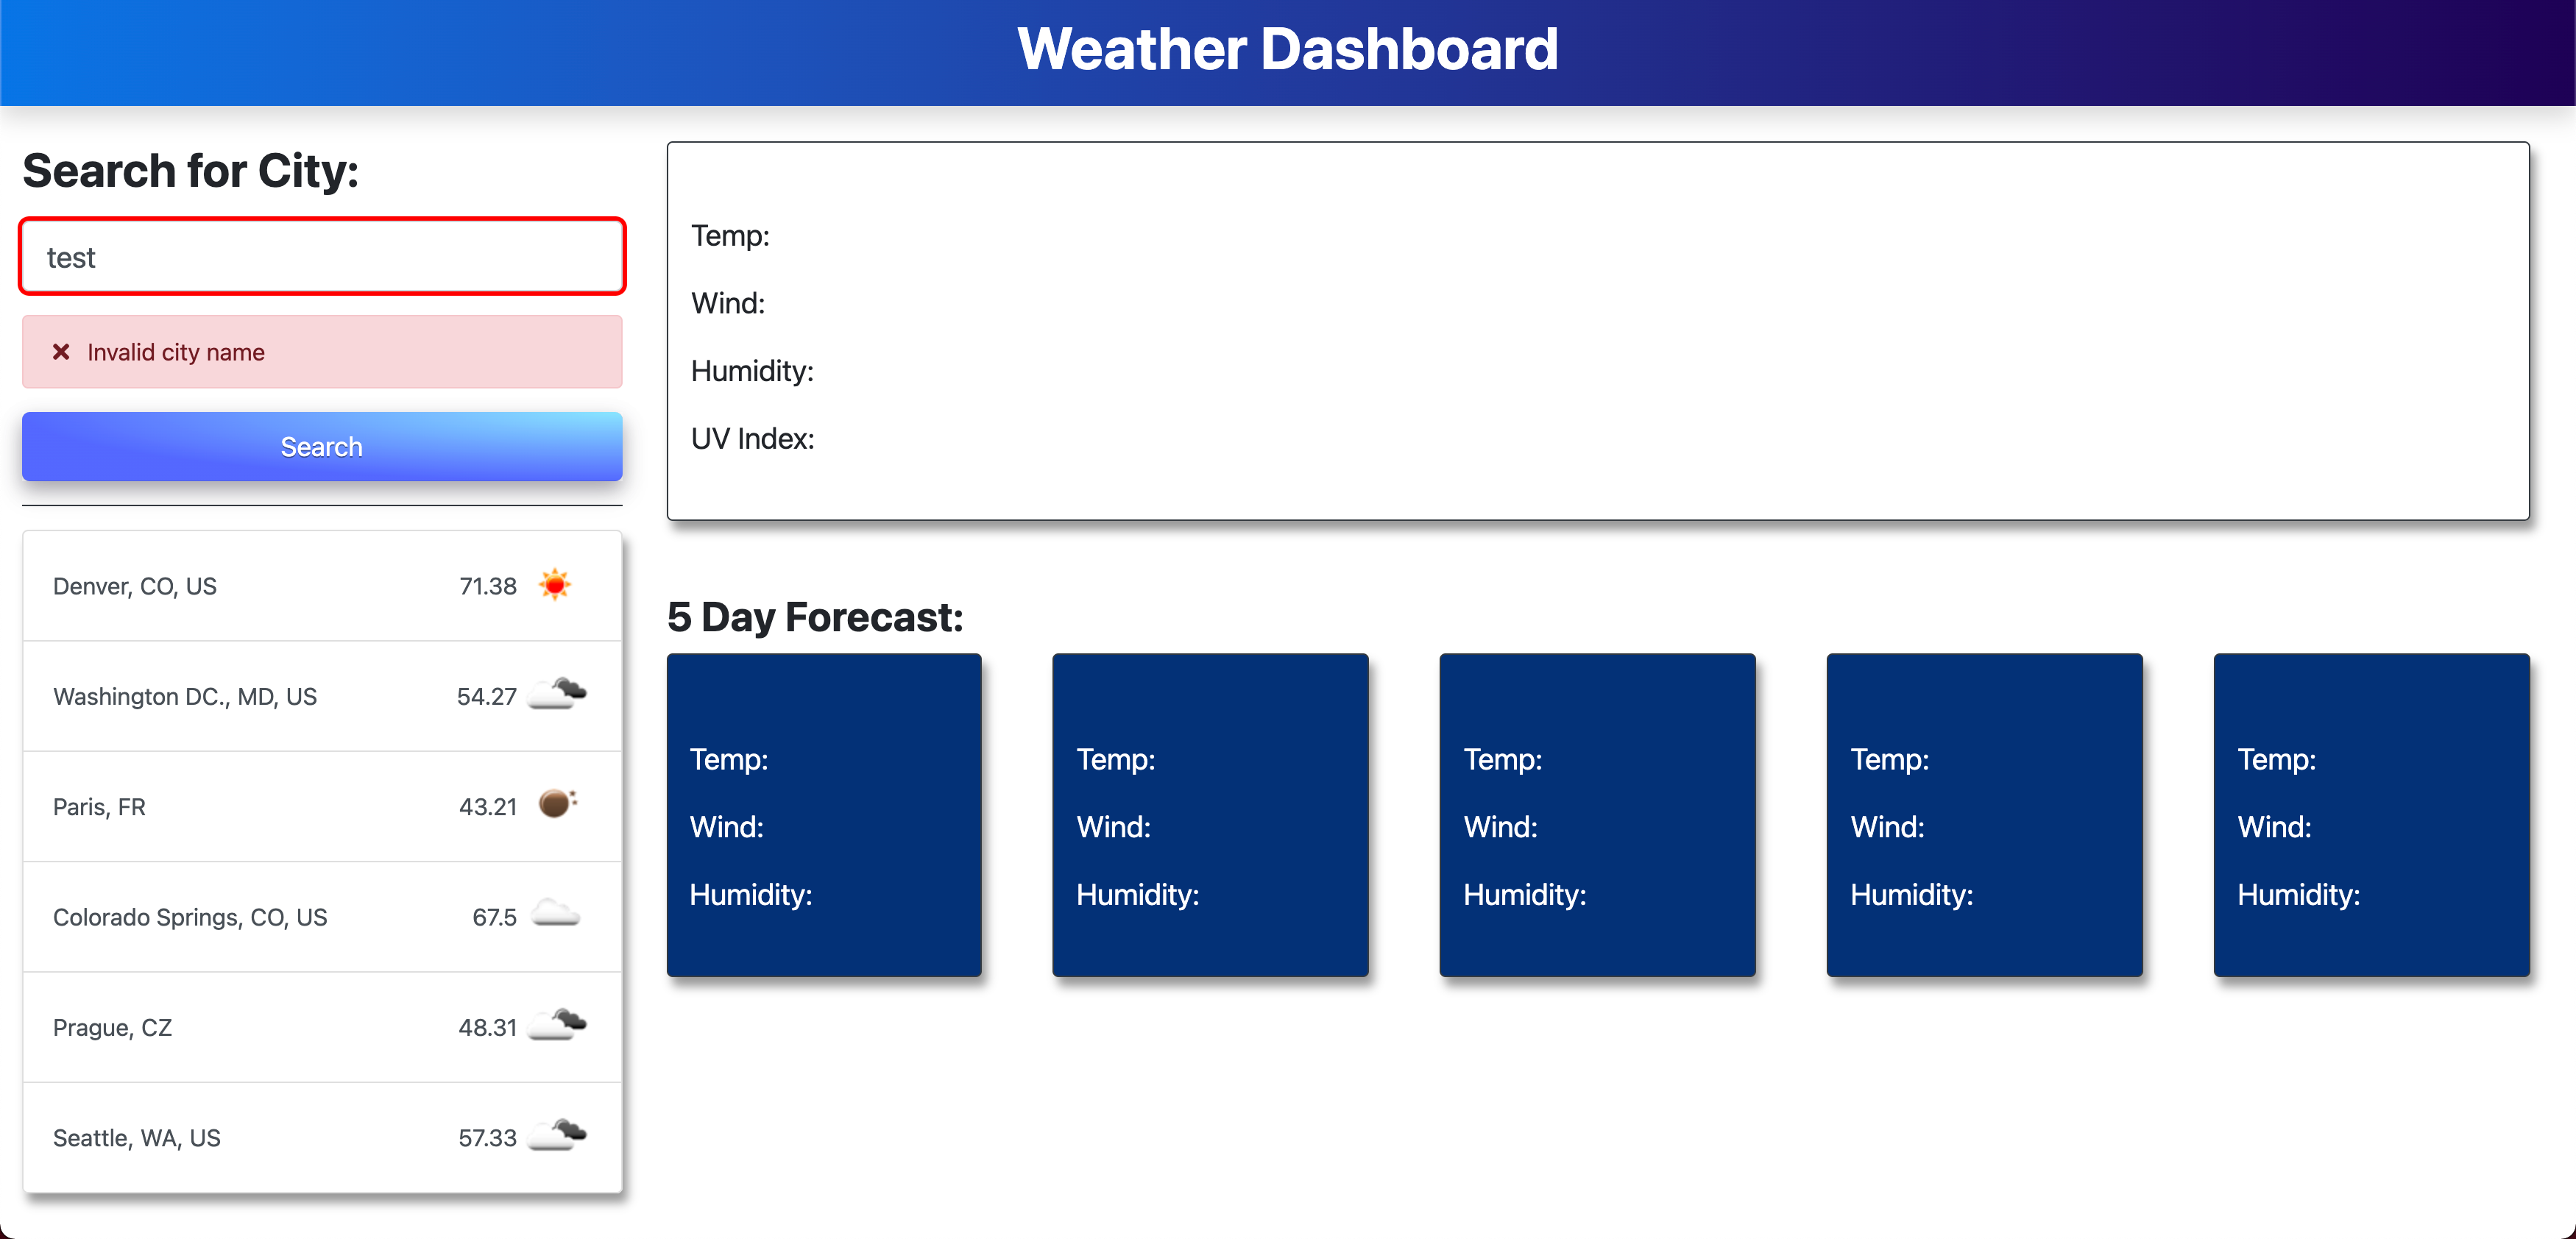 Weather Dashboard
Search for City:
test
Invalid city name
Search
Denver, CO, US 71.38
Washington DC., MD, US 54.27
Paris, FR 43.21
Colorado Springs, CO, US 67.5
Prague, CZ 48.31
Seattle, WA, US 57.33
Temp:
Wind:
Humidity:
UV Index:
5 Day Forecast:
Temp:
Wind:
Humidity:
Temp:
Wind:
Humidity:
Temp:
Wind:
Humidity:
Temp:
Wind:
Humidity:
Temp:
Wind:
Humidity: